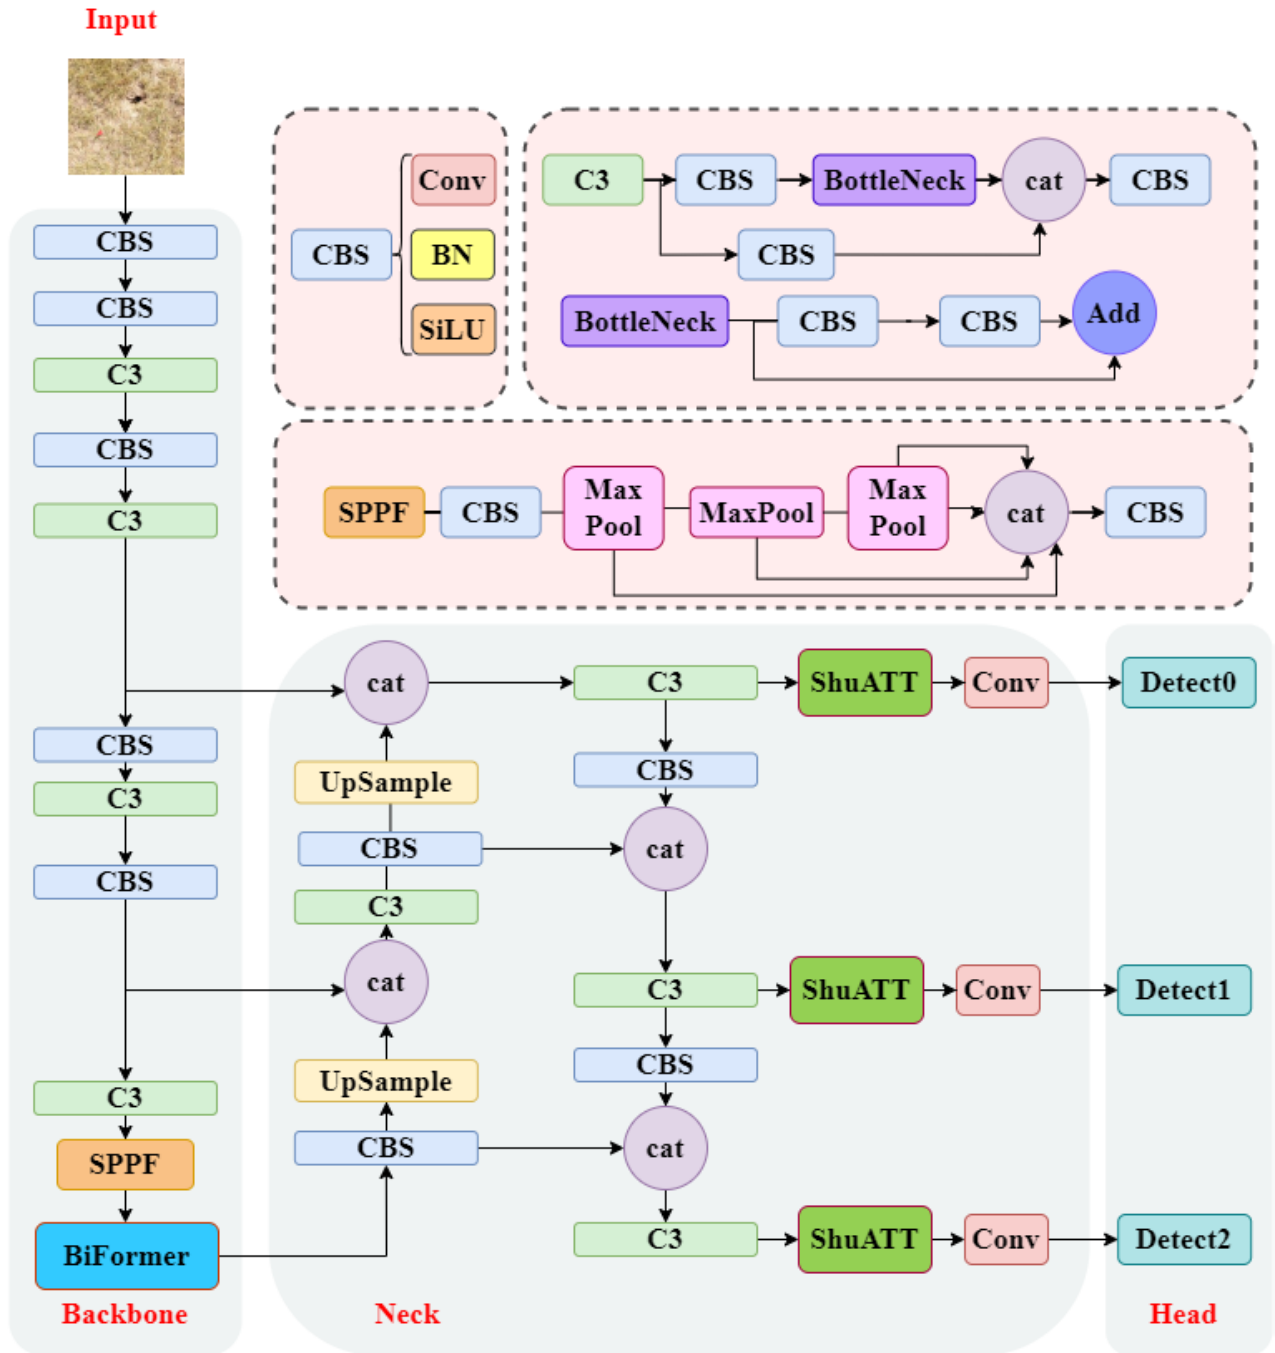 Input
CBS
CBS
C3
CBS
C3
CBS
C3
CBS
C3
SPPF
BiFormer
Backbone
CBS
Conv
BN
SiLU
C3
CBS
BottleNeck
cat
CBS
CBS
BottleNeck
CBS
CBS
Add
SPPF
CBS
Max
Pool
MaxPool
Max
Pool
cat
CBS
cat
UpSample
CBS
C3
cat
UpSample
CBS
C3
CBS
cat
C3
CBS
cat
C3
ShuATT
Conv
ShuATT
Conv
ShuATT
Conv
Neck
Detect0
Detect1
Detect2
Head